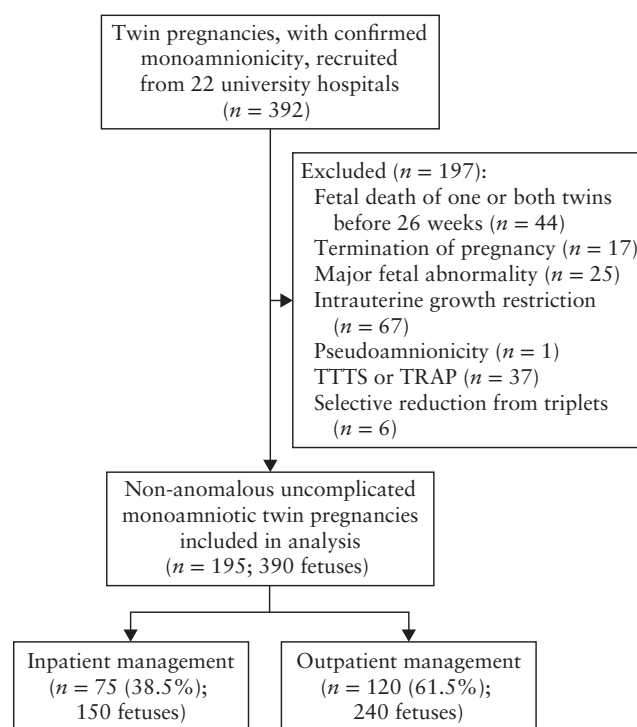 Twin pregnancies, with confirmed
monoamnionicity, recruited
from 22 university hospitals
(n = 392)
Excluded (n = 197):
Fetal death of one or both twins
before 26 weeks (n = 44)
Termination of pregnancy (n = 17)
Major fetal abnormality (n = 25)
Intrauterine growth restriction
(n = 67)
Pseudoamnionicity (n = 1)
TTTS or TRAP (n = 37)
Selective reduction from triplets
(n = 6)
Non-anomalous uncomplicated
monoamniotic twin pregnancies
included in analysis
(n = 195; 390 fetuses)
Inpatient management
(n = 75 (38.5%);
150 fetuses)
Outpatient management
(n = 120 (61.5%);
240 fetuses)